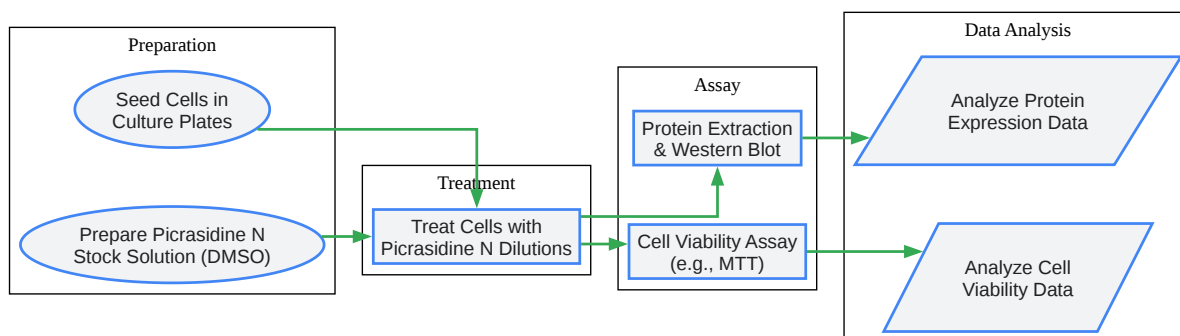 Preparation
Seed Cells in
Culture Plates
Prepare Picrasidine N
Stock Solution (DMSO)
Treatment
Treat Cells with
Picrasidine N Dilutions
Assay
Protein Extraction
& Western Blot
Cell Viability Assay
(e.g., MTT)
Data Analysis
Analyze Protein
Expression Data
Analyze Cell
Viability Data